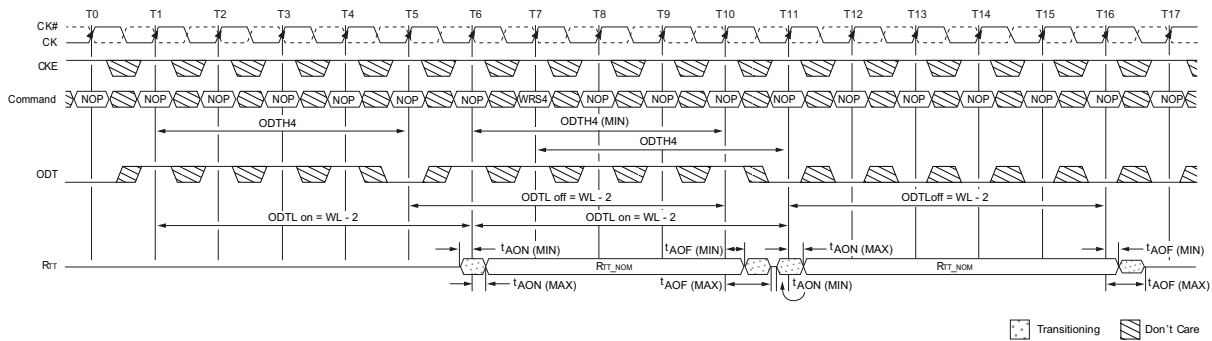 T0 T1 T2 T3 T4 T5 T6 T7 T8 T9 T10 T11 T12 T13 T14 T15 T16 T17
CK#
CK
CKE
Command NOP NOP NOP NOP NOP NOP NOP WRS4 NOP NOP NOP NOP NOP NOP NOP NOP NOP NOP
ODTH4 ODTH4 (MIN)
ODTH4
ODT
ODTL off = WL - 2 ODTLoff = WL - 2
ODTL on = WL - 2 ODTL on = WL - 2
tAON (MIN) tAOF (MIN) tAON (MAX) tAOF (MIN)
RTT RTT_NOM RTT_NOM
tAON (MAX) tAOF (MAX) tAON (MIN) tAOF (MAX)
Transitioning Don't Care